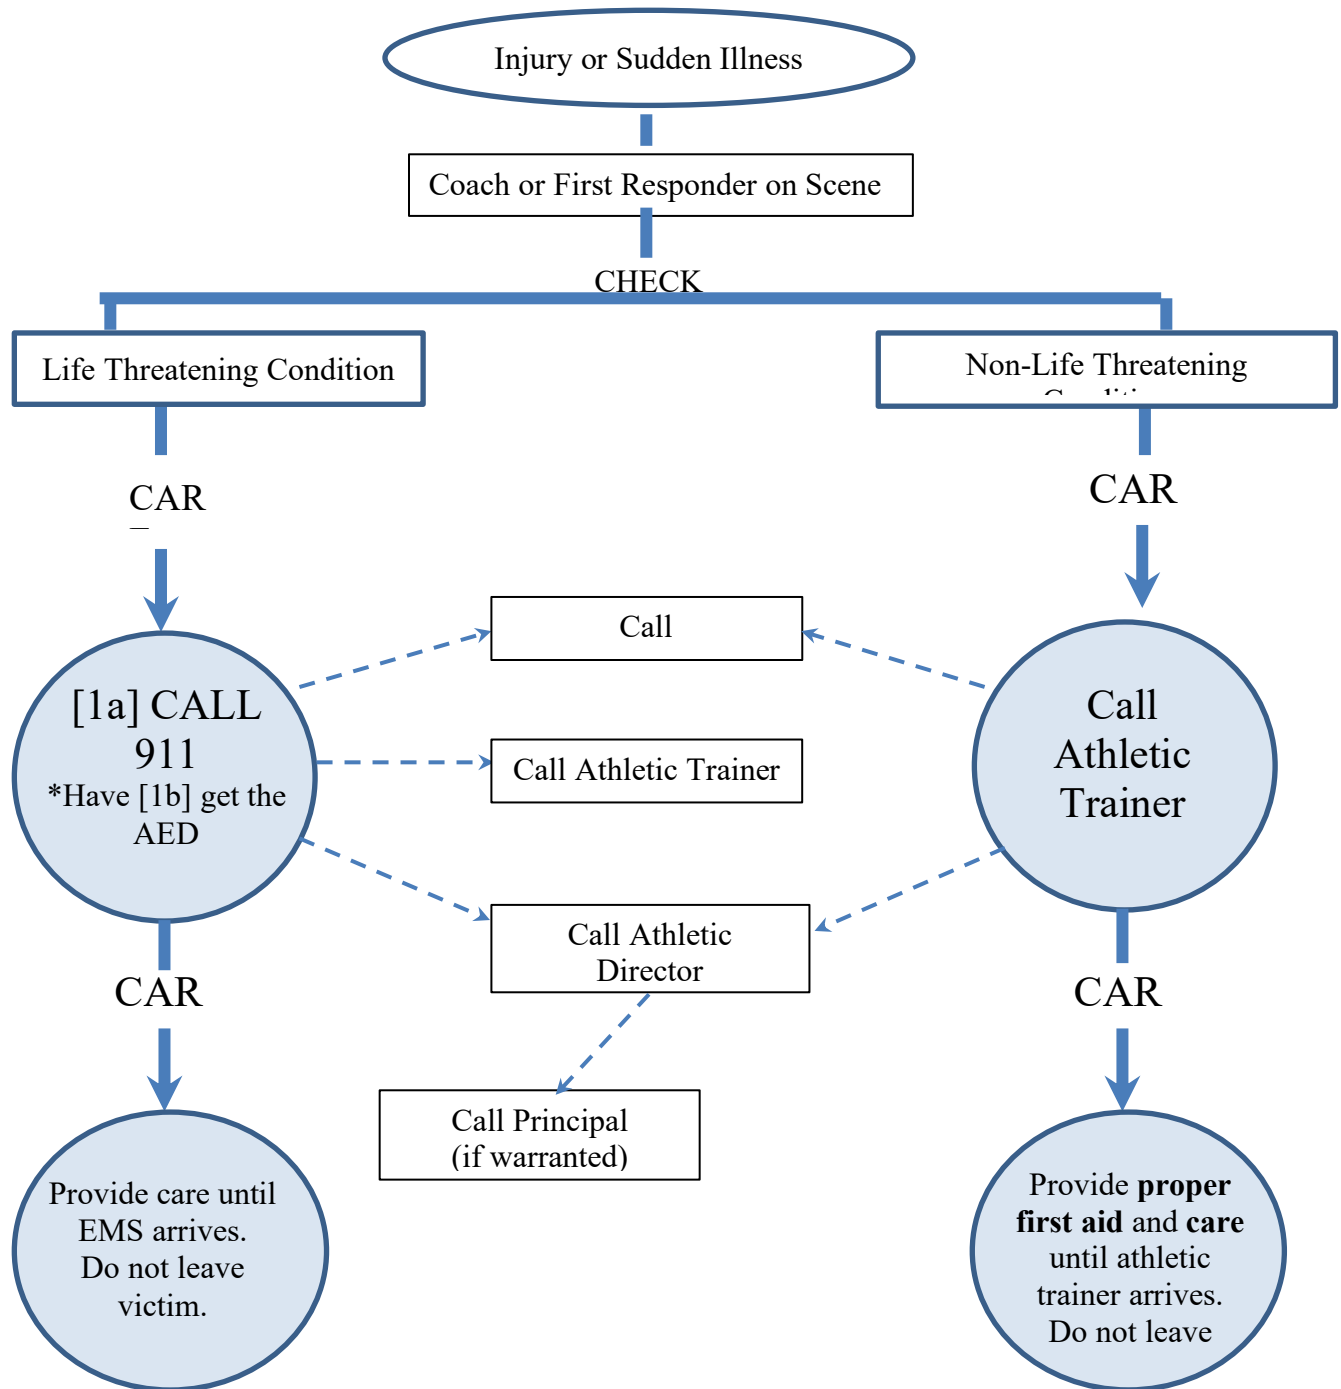 Injury or Sudden Illness
Coach or First Responder on Scene
CHECK
Life Threatening Condition
Non-Life Threatening
CAR
CAR
Call
[1a] CALL
911
*Have [1b] get the
AED
Call
Athletic
Trainer
Call Athletic Trainer
Call Athletic
Director
CAR
CAR
Call Principal
(if warranted)
Provide care until
EMS arrives.
Do not leave
victim.
Provide proper
first aid and care
until athletic
trainer arrives.
Do not leave